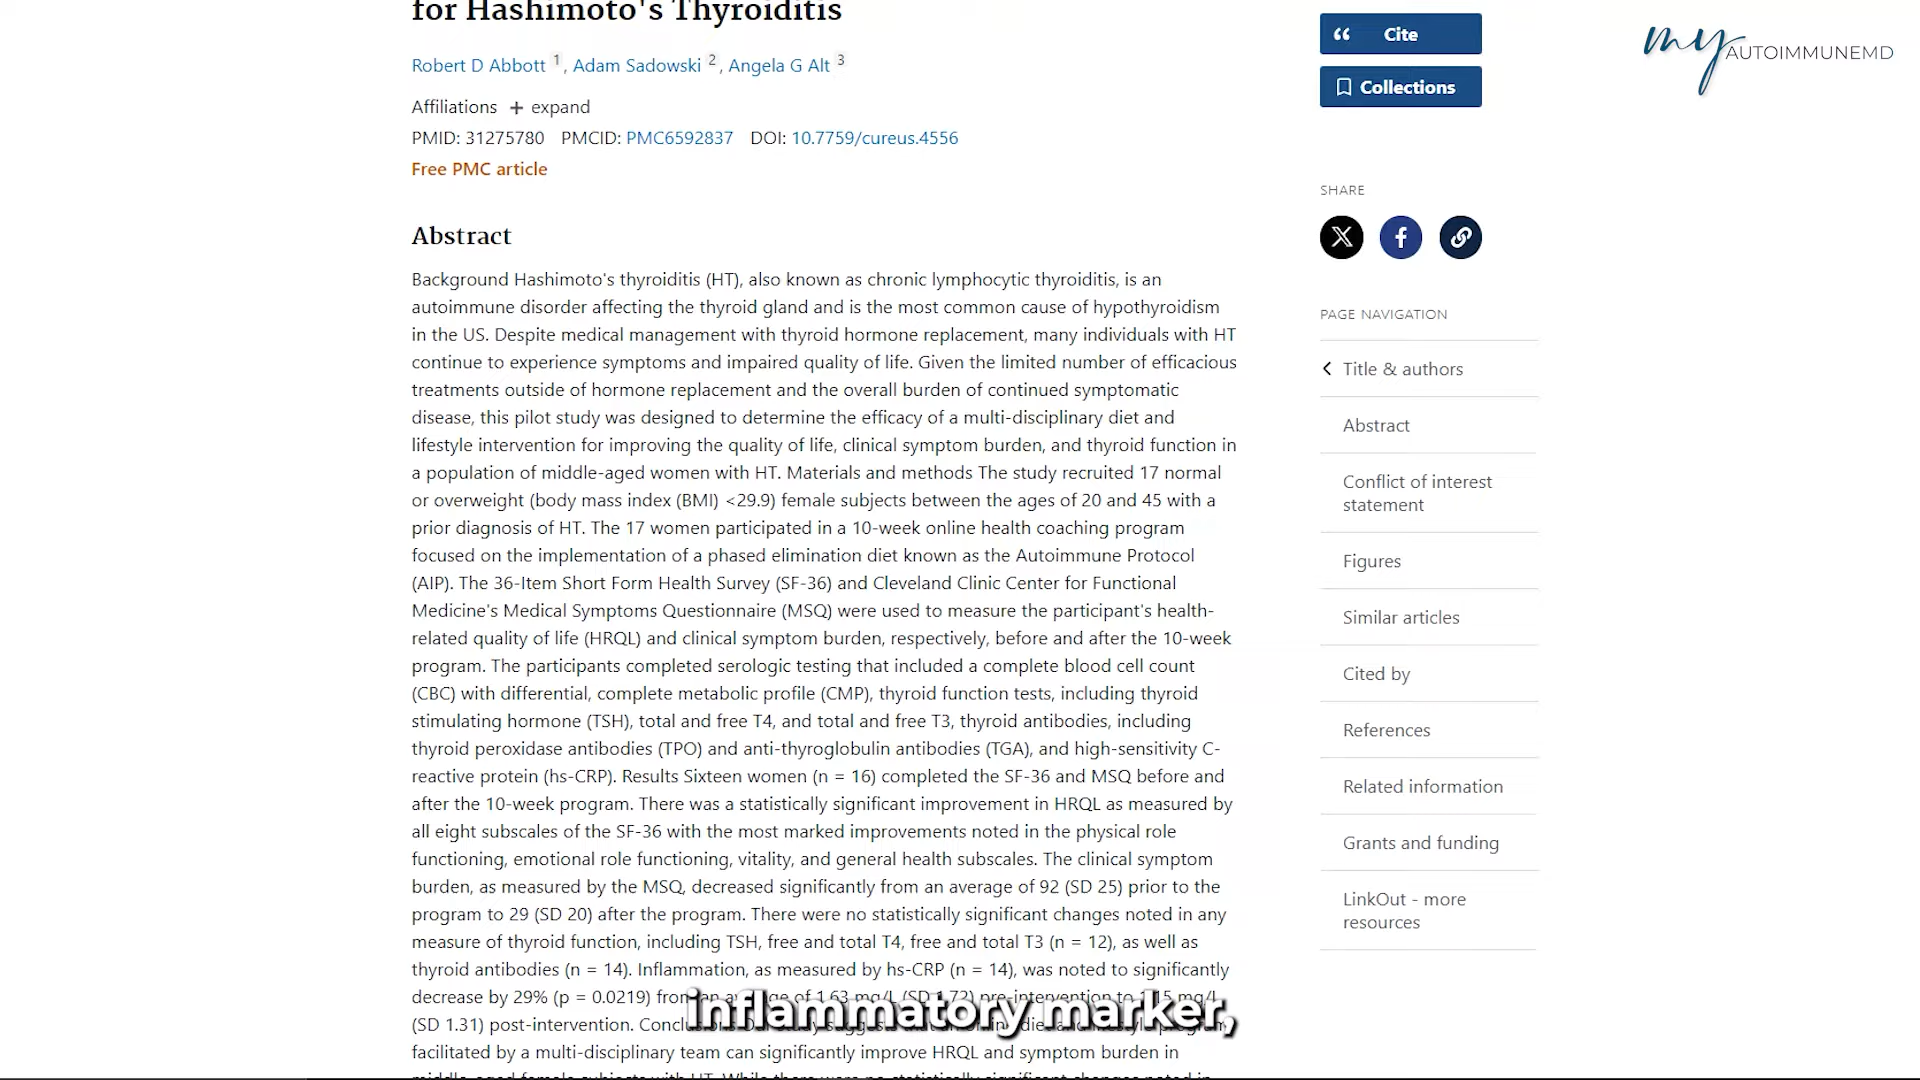 for Hashimoto's Thyroiditis
Robert D Abbott 1, Adam Sadowski 2, Angela G Alt 3
Affiliations + expand
PMID: 31275780 PMCID: PMC6592837 DOI: 10.7759/cureus.4556
Free PMC article
Abstract
Background Hashimoto's thyroiditis (HT), also known as chronic lymphocytic thyroiditis, is an
autoimmune disorder affecting the thyroid gland and is the most common cause of hypothyroidism
in the US. Despite medical management with thyroid hormone replacement, many individuals with HT
continue to experience symptoms and impaired quality of life. Given the limited number of efficacious
treatments outside of hormone replacement and the overall burden of continued symptomatic
disease, this pilot study was designed to determine the efficacy of a multi-disciplinary diet and
lifestyle intervention for improving the quality of life, clinical symptom burden, and thyroid function in
a population of middle-aged women with HT. Materials and methods The study recruited 17 normal
or overweight (body mass index (BMI) <29.9) female subjects between the ages of 20 and 45 with a
prior diagnosis of HT. The 17 women participated in a 10-week online health coaching program
focused on the implementation of a phased elimination diet known as the Autoimmune Protocol
(AIP). The 36-Item Short Form Health Survey (SF-36) and Cleveland Clinic Center for Functional
Medicine's Medical Symptoms Questionnaire (MSQ) were used to measure the participant's health-
related quality of life (HRQL) and clinical symptom burden, respectively, before and after the 10-week
program. The participants completed serologic testing that included a complete blood cell count
(CBC) with differential, complete metabolic profile (CMP), thyroid function tests, including thyroid
stimulating hormone (TSH), total and free T4, and total and free T3, thyroid antibodies, including
thyroid peroxidase antibodies (TPO) and anti-thyroglobulin antibodies (TGA), and high-sensitivity C-
reactive protein (hs-CRP). Results Sixteen women (n = 16) completed the SF-36 and MSQ before and
after the 10-week program. There was a statistically significant improvement in HRQL as measured by
all eight subscales of the SF-36 with the most marked improvements noted in the physical role
functioning, emotional role functioning, vitality, and general health subscales. The clinical symptom
burden, as measured by the MSQ, decreased significantly from an average of 92 (SD 25) prior to the
program to 29 (SD 20) after the program. There were no statistically significant changes noted in any
measure of thyroid function, including TSH, free and total T4, free and total T3 (n = 12), as well as
thyroid antibodies (n = 14). Inflammation, as measured by hs-CRP (n = 14), was noted to significantly
decrease by 29% (p = 0.0219) from an average of 1.63 mg/L (SD 1.72) pre-intervention to 1.15 mg/L
(SD 1.31) post-intervention.
facilitated by a multi-disciplinary team can significantly improve HRQL and symptom burden in
inflammatory marker,
Cite
Collections
SHARE
PAGE NAVIGATION
Title & authors
Abstract
Conflict of interest
statement
Figures
Similar articles
Cited by
References
Related information
Grants and funding
LinkOut - more
resources
my AUTOIMMUNEMD